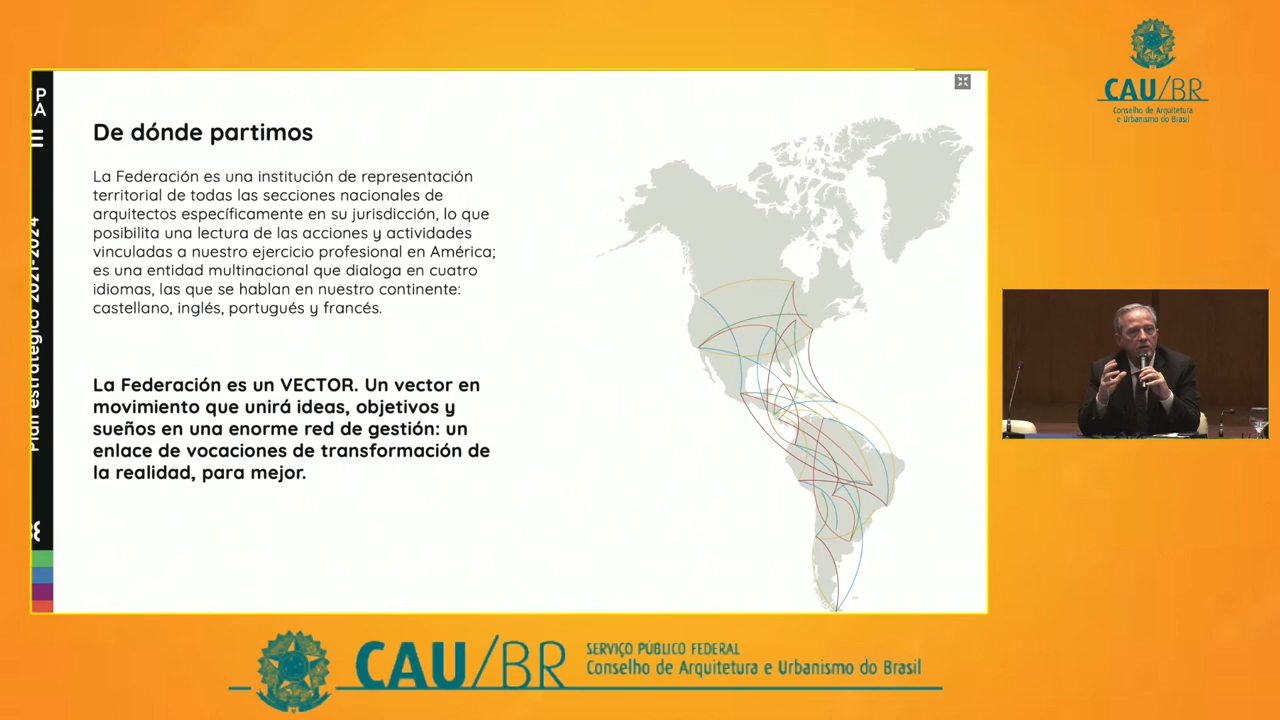 PA
Plan estratégico 2021-2024
De dónde partimos
La Federación es una institución de representación
territorial de todas las secciones nacionales de
arquitectos específicamente en su jurisdicción, lo que
posibilita una lectura de las acciones y actividades
vinculadas a nuestro ejercicio profesional en América;
es una entidad multinacional que dialoga en cuatro
idiomas, las que se hablan en nuestro continente:
castellano, inglés, portugués y francés.
La Federación es un VECTOR. Un vector en
movimiento que unirá ideas, objetivos y
sueños en una enorme red de gestión: un
enlace de vocaciones de transformación de
la realidad, para mejor.
CAU/BR
Conselho de Arquitetura
e Urbanismo do Brasil
CAU/BR
SERVIÇO PÚBLICO FEDERAL
Conselho de Arquitetura e Urbanismo do Brasil